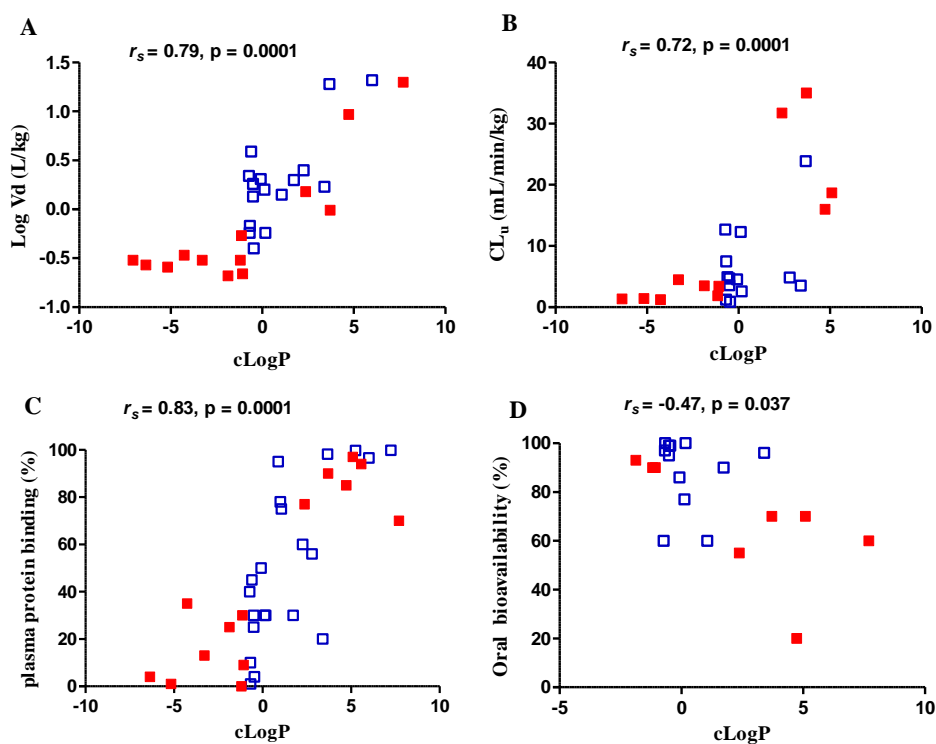 A
r_s = 0.79, p = 0.0001
Log Vd (L/kg)
1.5
1.0
0.5
0.0
-0.5
-1.0
-10 -5 0 5 10
cLogP
B
r_s = 0.72, p = 0.0001
CL_u (mL/min/kg)
40
30
20
10
0
-10 -5 0 5 10
cLogP
C
r_s = 0.83, p = 0.0001
plasma protein binding (%)
100
80
60
40
20
0
-10 -5 0 5 10
cLogP
D
r_s = -0.47, p = 0.037
Oral bioavailability (%)
100
80
60
40
20
0
-5 0 5 10
cLogP